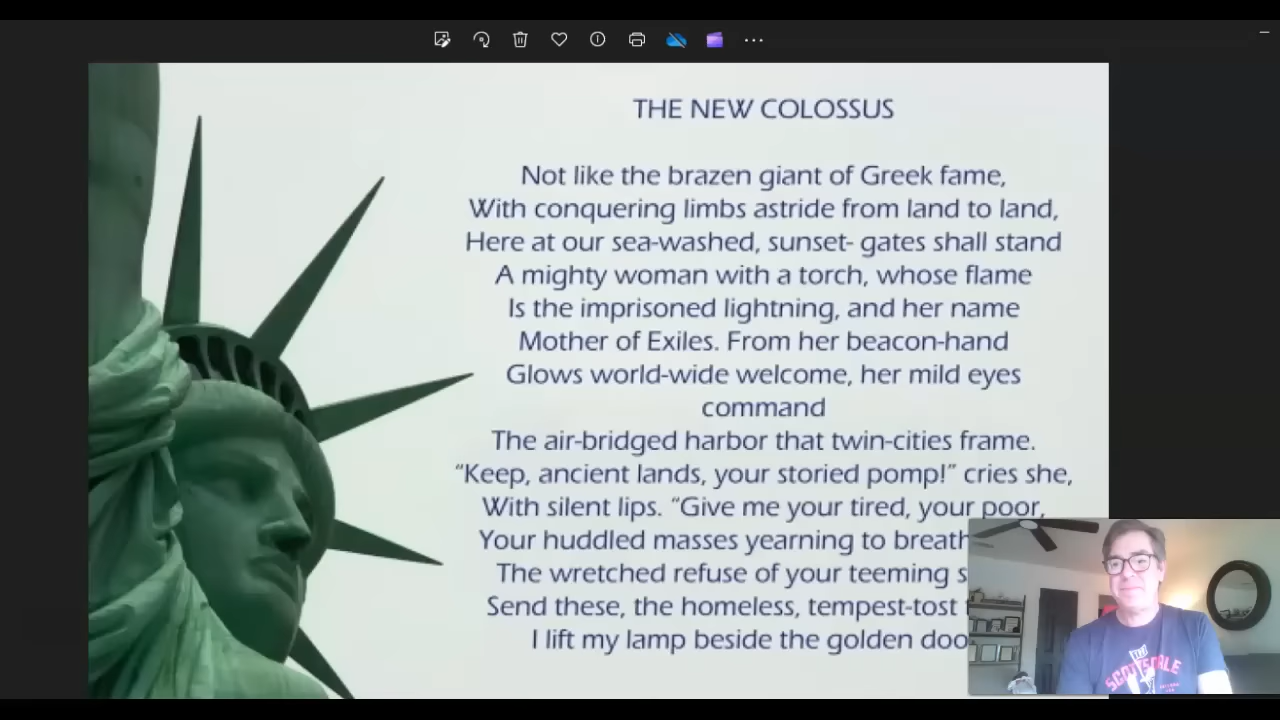 THE NEW COLOSSUS
Not like the brazen giant of Greek fame,
With conquering limbs astride from land to land,
Here at our sea-washed, sunset- gates shall stand
A mighty woman with a torch, whose flame
Is the imprisoned lightning, and her name
Mother of Exiles. From her beacon-hand
Glows world-wide welcome, her mild eyes
command
The air-bridged harbor that twin-cities frame.
“Keep, ancient lands, your storied pomp!” cries she,
With silent lips. “Give me your tired, your poor,
Your huddled masses yearning to breath
The wretched refuse of your teeming s
Send these, the homeless, tempest-tost
I lift my lamp beside the golden doo
THE
SCOTTSDALE